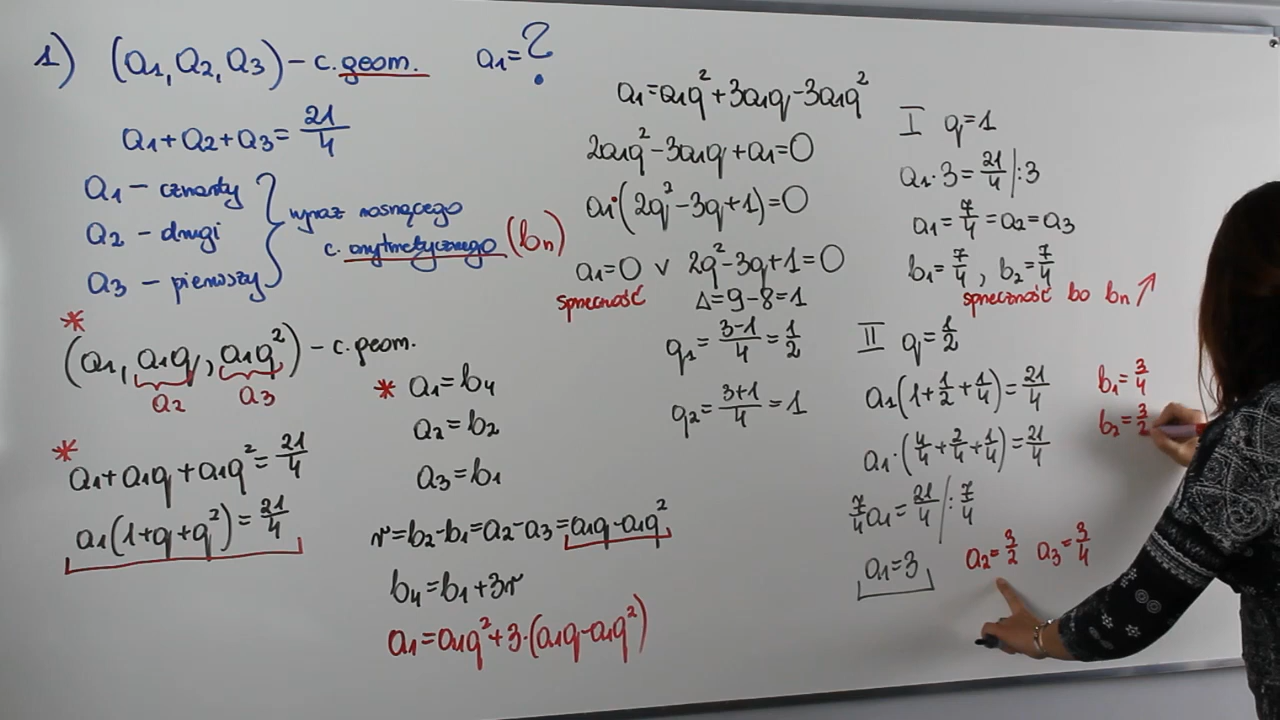 1) (a₁, a₂, a₃) – c. geom. a₁ = ?
a₁ + a₂ + a₃ = 21/4
a₁ – czwarty
a₂ – drugi
a₃ – pierwszy
wyraz rosnącego
c. arytmetycznego (bₙ)
*
(a₁, a₁q, a₁q²) – c. geom.
a₂ a₃
*
a₁ + a₁q + a₁q² = 21/4
a₁(1+q+q²) = 21/4
* a₁ = b₄
a₂ = b₂
a₃ = b₁
r = b₂ - b₁ = a₂ - a₃ = a₁q - a₁q²
b₄ = b₁ + 3r
a₁ = a₁q² + 3·(a₁q - a₁q²)
a₁ = a₁q² + 3a₁q - 3a₁q²
2a₁q² - 3a₁q + a₁ = 0
a₁·(2q² - 3q + 1) = 0
a₁ = 0 v 2q² - 3q + 1 = 0
sprzeczność Δ = 9 - 8 = 1
q₁ = 3-1/4 = 1/2
q₂ = 3+1/4 = 1
I q = 1
a₁·3 = 21/4 |:3
a₁ = 7/4 = a₂ = a₃
b₁ = 7/4, b₂ = 7/4
sprzeczność bo bₙ ↗
II q = 1/2
a₁(1 + 1/2 + 1/4) = 21/4
a₁·(4/4 + 2/4 + 1/4) = 21/4
7/4 a₁ = 21/4 |: 7/4
a₁ = 3 a₂ = 3/2 a₃ = 3/4
b₁ = 3/4
b₂ = 3/2